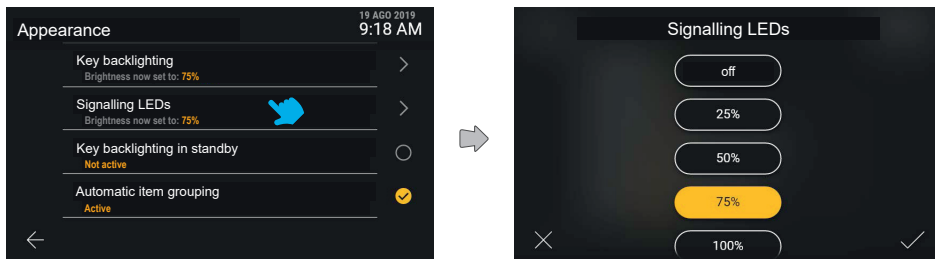 19 AGO 2019
Appearance
9:18 AM
Key backlighting
Brightness now set to: 75%
Signalling LEDs
Brightness now set to: 75%
Key backlighting in standby
Not active
Automatic item grouping
Active
Signalling LEDs
off
25%
50%
75%
100%